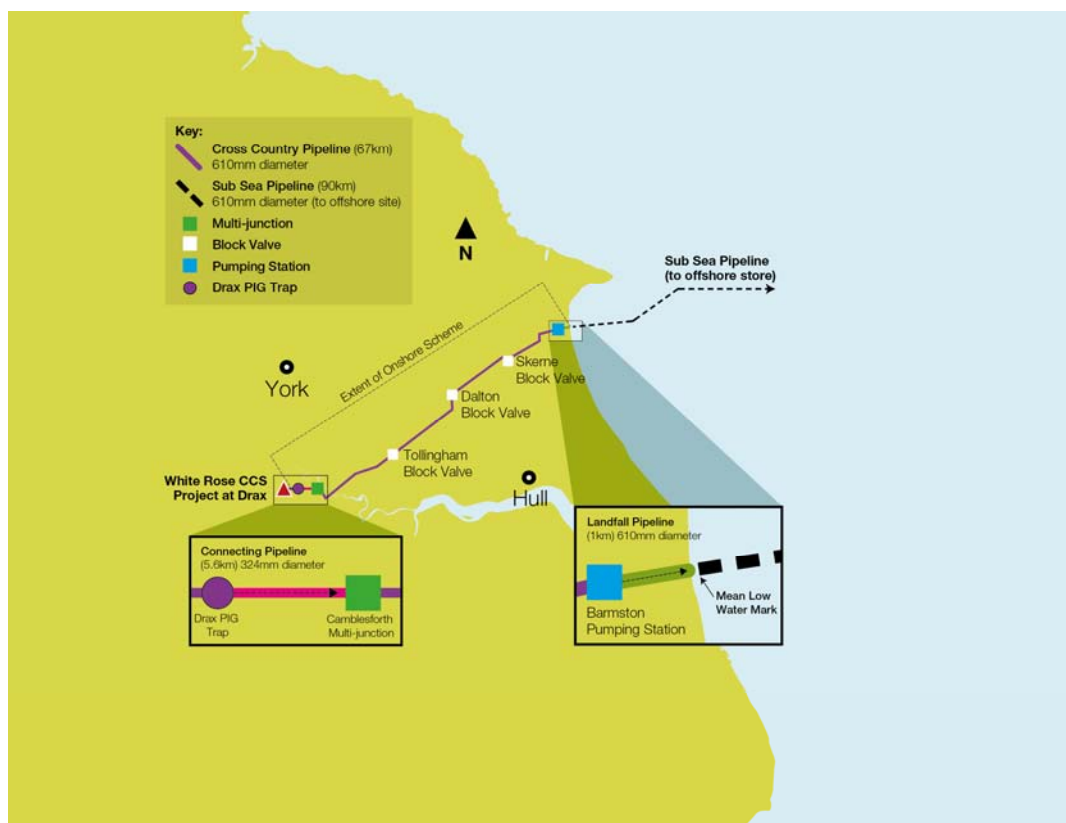 Key:
Cross Country Pipeline (67km)
610mm diameter
Sub Sea Pipeline (90km)
610mm diameter (to offshore site)
Multi-junction
Block Valve
Pumping Station
Drax PIG Trap
N
Sub Sea Pipeline
(to offshore store)
Extent of Onshore Scheme
York
Skerne
Block Valve
Dalton
Block Valve
Tollingham
Block Valve
White Rose CCS
Project at Drax
Hull
Connecting Pipeline
(5.6km) 324mm diameter
Drax PIG
Trap
Camblesforth
Multi-junction
Landfall Pipeline
(1km) 610mm diameter
Mean Low
Water Mark
Barmston
Pumping Station